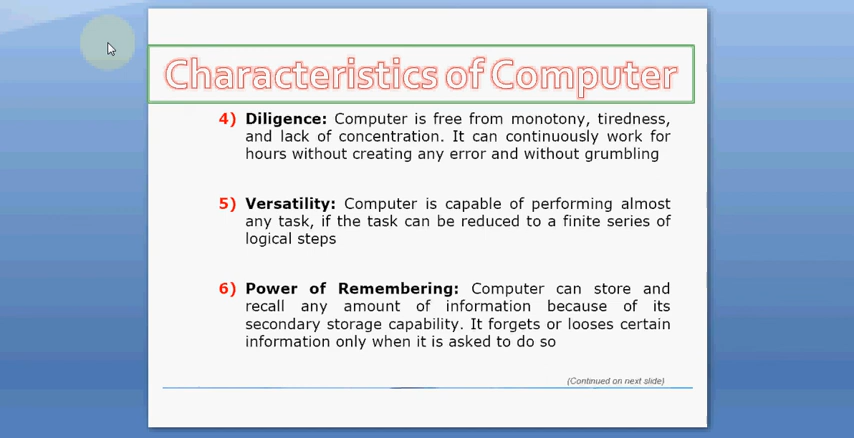 Characteristics of Computer
4) Diligence: Computer is free from monotony, tiredness,
and lack of concentration. It can continuously work for
hours without creating any error and without grumbling
5) Versatility: Computer is capable of performing almost
any task, if the task can be reduced to a finite series of
logical steps
6) Power of Remembering: Computer can store and
recall any amount of information because of its
secondary storage capability. It forgets or looses certain
information only when it is asked to do so
(Continued on next slide)